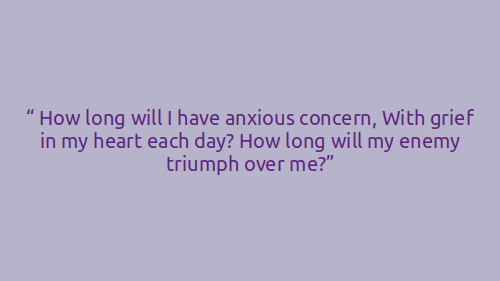 “ How long will I have anxious concern, With grief
in my heart each day? How long will my enemy
triumph over me?”